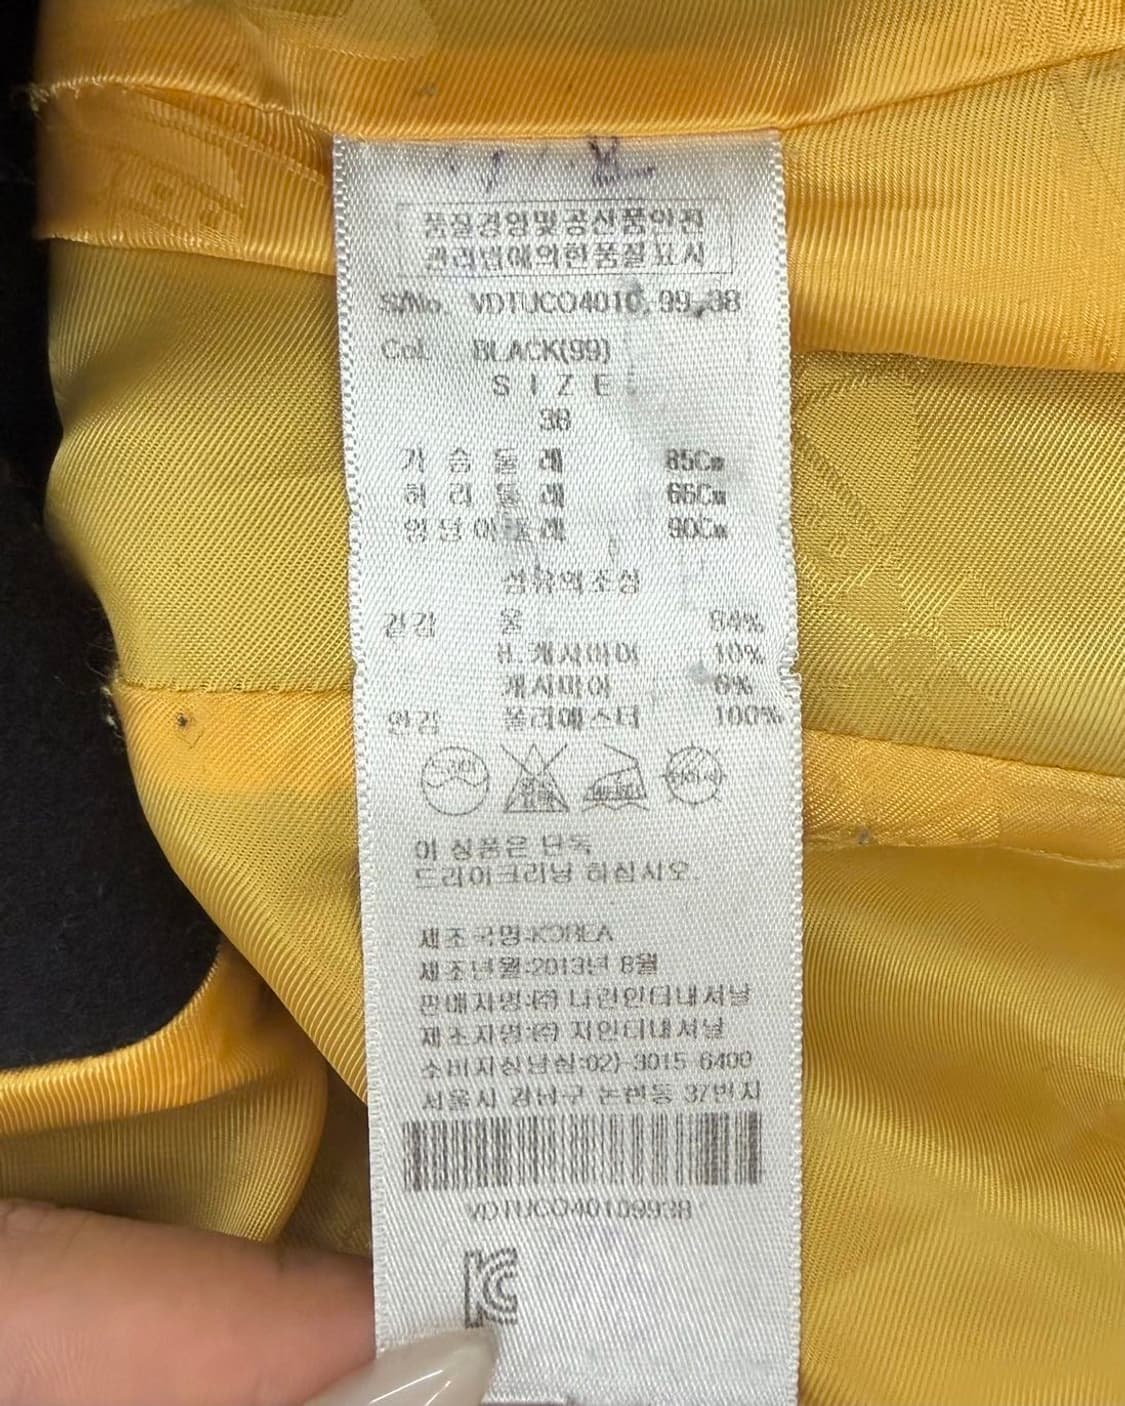 품질경영및공산품안전
관리법에의한품질표시
S/No. VDTUCO4010.99,38
Col BLACK(99)
SIZE
38
가슴둘레 85Cm
허리둘레 66Cm
엉덩이둘레 90Cm
섬유의조성
겉감 울 84%
B.캐시미어 10%
캐시미어 6%
안감 폴리에스터 100%
이 상품은 단독
드라이크리닝 하십시오.
제조국명:KOREA
제조년월:2013년 8월
판매자명:(주) 나린인터내셔날
제조자명:(주) 지인터내셔날
소비자상담실:02)-3015-6400
서울시 강남구 논현동 37번지
VDTUCO40109938
KC